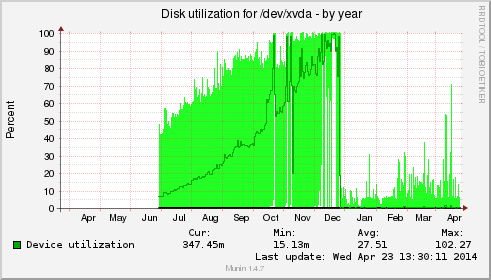 Disk utilization for /dev/xvda - by year
RRDTOOL / TOBI OETIKER
Percent
100
90
80
70
60
50
40
30
20
10
0
Apr May Jun Jul Aug Sep Oct Nov Dec Jan Feb Mar Apr
Cur: Min: Avg: Max:
Device utilization 347.45m 15.13m 27.51 102.27
Last update: Wed Apr 23 13:30:11 2014
Munin 1.4.7